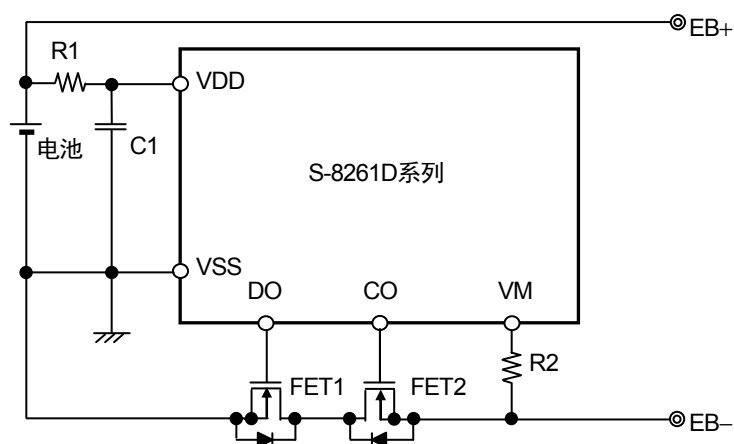 EB+
R1
VDD
电池
C1
S-8261D系列
VSS
DO
CO
VM
R2
FET1
FET2
EB−